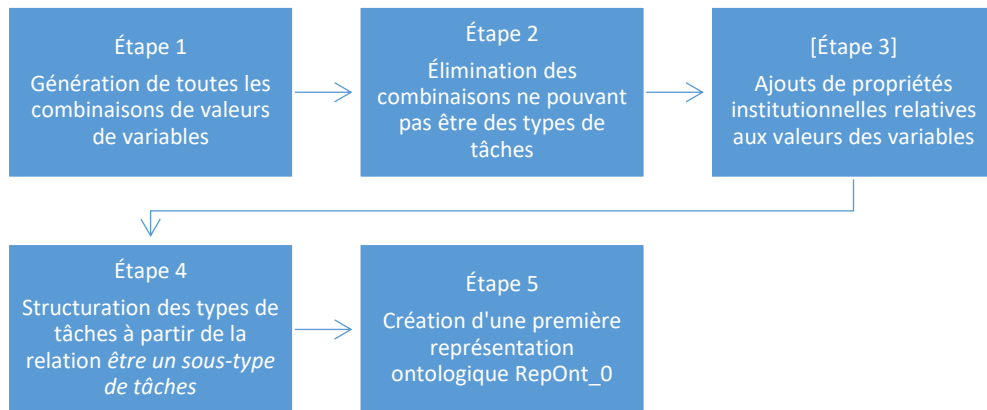 Étape 1
Génération de toutes les
combinaisons de valeurs
de variables
Étape 2
Élimination des
combinaisons ne pouvant
pas être des types de
tâches
[Étape 3]
Ajouts de propriétés
institutionnelles relatives
aux valeurs des variables
Étape 4
Structuration des types de
tâches à partir de la
relation être un sous-type
de tâches
Étape 5
Création d'une première
représentation
ontologique RepOnt_0